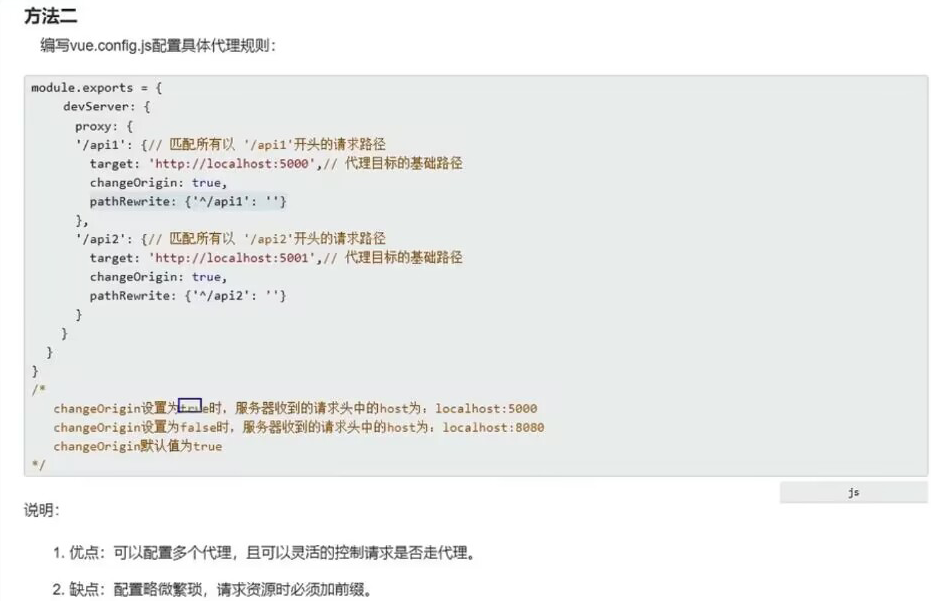 方法二
编写vue.config.js配置具体代理规则：
module.exports = {
devServer: {
proxy: {
'/api1': {// 匹配所有以 '/api1'开头的请求路径
target: 'http://localhost:5000',// 代理目标的基础路径
changeOrigin: true,
pathRewrite: {'^/api1': ''}
},
'/api2': {// 匹配所有以 '/api2'开头的请求路径
target: 'http://localhost:5001',// 代理目标的基础路径
changeOrigin: true,
pathRewrite: {'^/api2': ''}
}
}
}
}
/*
changeOrigin设置为true时，服务器收到的请求头中的host为：localhost:5000
changeOrigin设置为false时，服务器收到的请求头中的host为：localhost:8080
changeOrigin默认值为true
*/
js
说明：
1. 优点：可以配置多个代理，且可以灵活的控制请求是否走代理。
2. 缺点：配置略微繁琐，请求资源时必须加前缀。